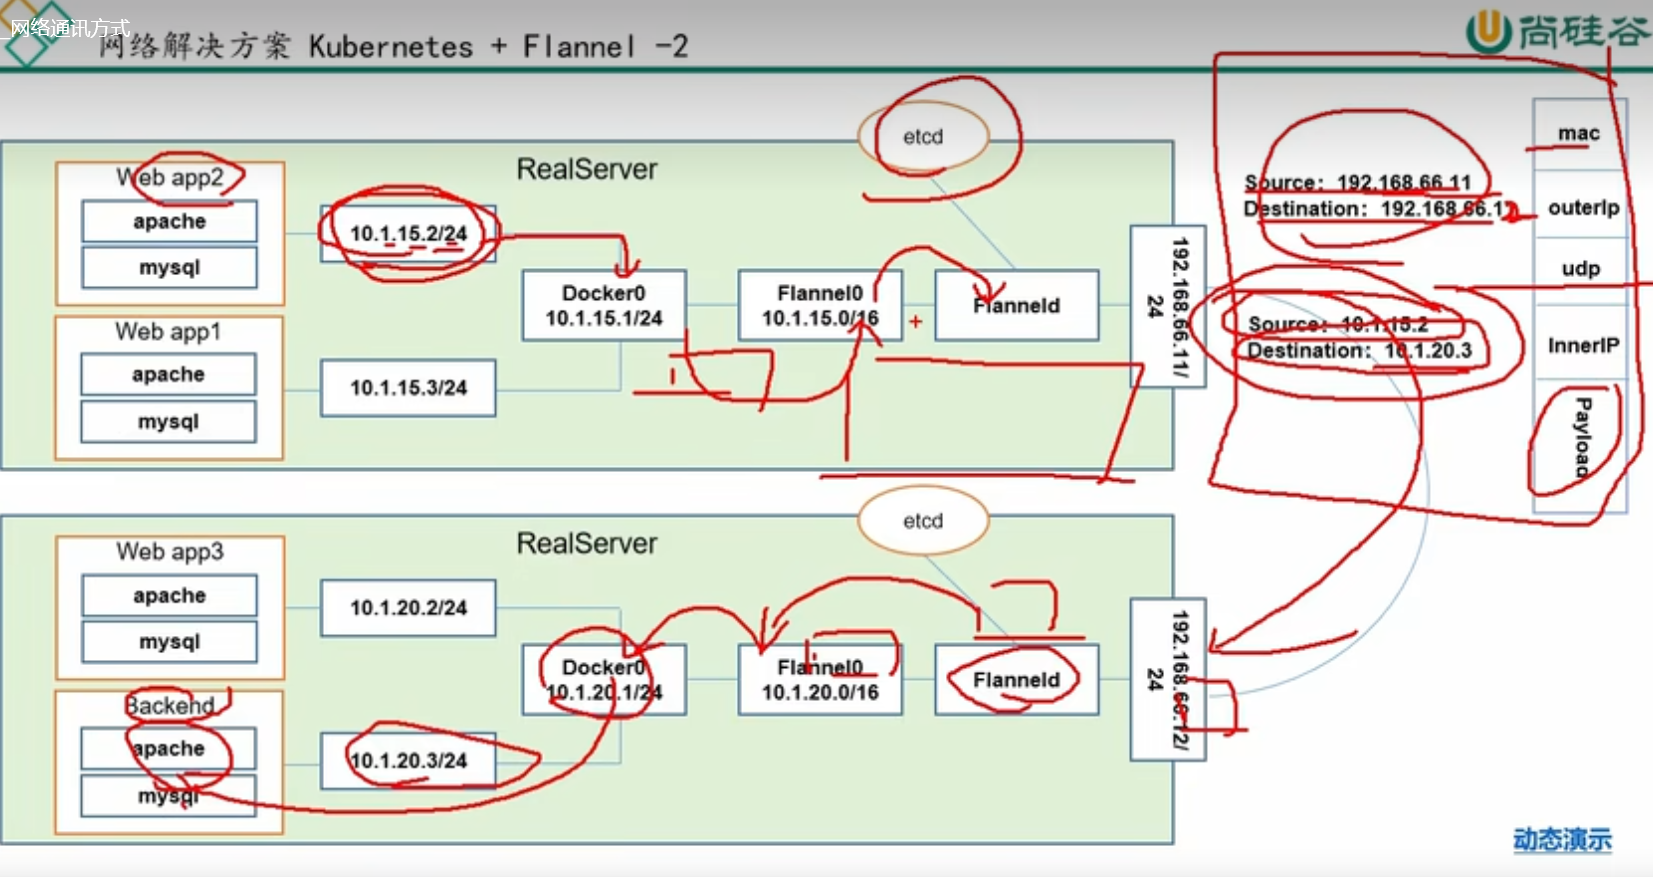 _网络通讯方式
网络解决方案 Kubernetes + Flannel -2
尚硅谷
etcd
RealServer
Web app2
apache
mysql
10.1.15.2/24
Docker0
10.1.15.1/24
Flannel0
10.1.15.0/16
+
Flanneld
192.168.66.11/
24
Web app1
apache
mysql
10.1.15.3/24
Source: 192.168.66.11
Destination: 192.168.66.12
Source: 10.1.15.2
Destination: 10.1.20.3
mac
outerIp
udp
InnerIP
Payload
etcd
RealServer
Web app3
apache
mysql
10.1.20.2/24
Docker0
10.1.20.1/24
Flannel0
10.1.20.0/16
Flanneld
192.168.66.12/
24
Backend
apache
mysql
10.1.20.3/24
动态演示